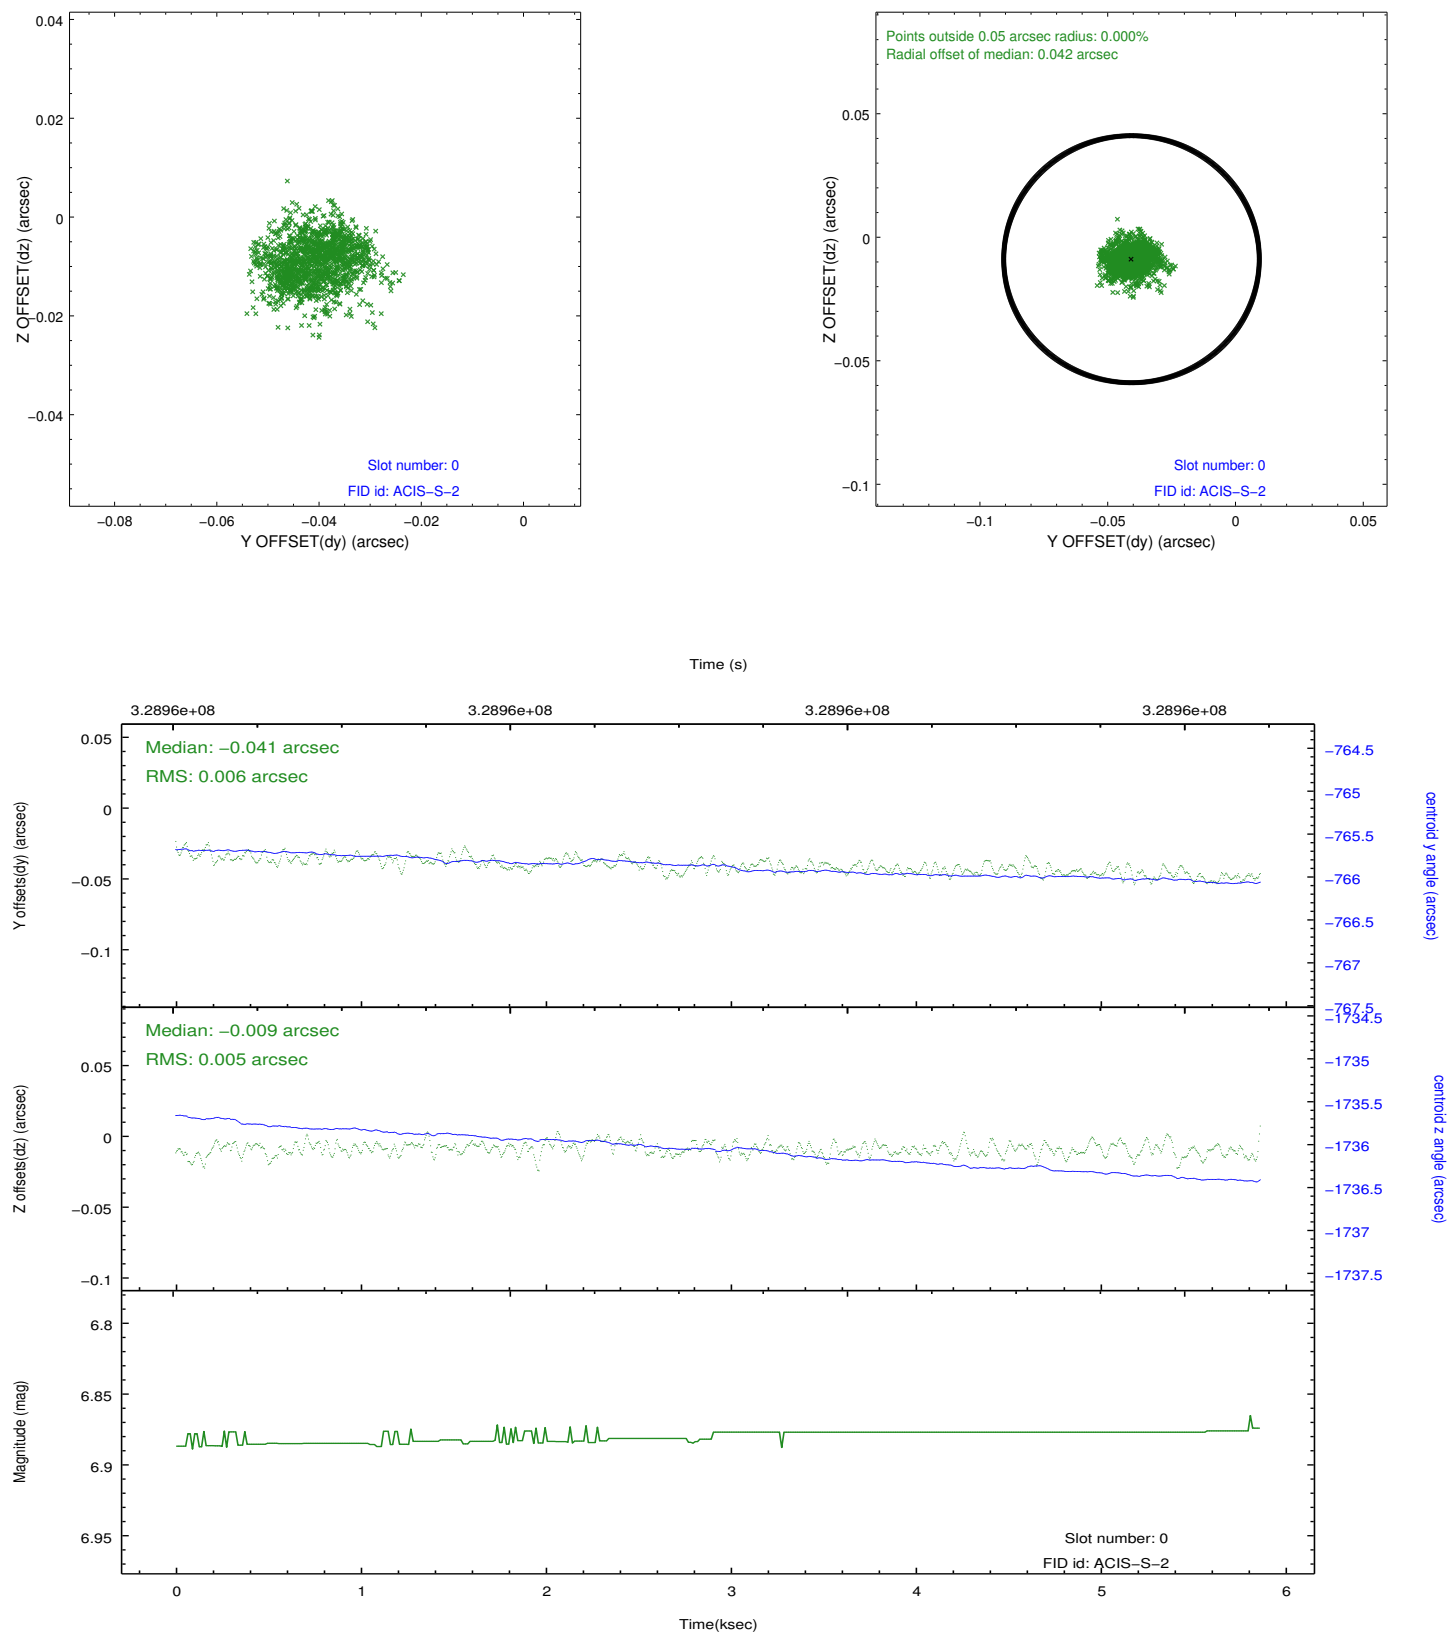 0.04
0.02
0
−0.02
−0.04
Z OFFSET(dz) (arcsec)
Slot number: 0
FID id: ACIS−S−2
−0.08
−0.06
−0.04
−0.02
0
Y OFFSET(dy) (arcsec)
Points outside 0.05 arcsec radius: 0.000%
Radial offset of median: 0.042 arcsec
0.05
0
−0.05
−0.1
Z OFFSET(dz) (arcsec)
Slot number: 0
FID id: ACIS−S−2
−0.1
−0.05
0
0.05
Y OFFSET(dy) (arcsec)
Time (s)
3.2896e+08
3.2896e+08
3.2896e+08
3.2896e+08
Median: −0.041 arcsec
RMS: 0.006 arcsec
0.05
0
−0.05
−0.1
Y offsets(dy) (arcsec)
−764.5
−765
−765.5
−766
−766.5
−767
−767.5
centroid y angle (arcsec)
Median: −0.009 arcsec
RMS: 0.005 arcsec
0.05
0
−0.05
−0.1
Z offsets(dz) (arcsec)
−1734.5
−1735
−1735.5
−1736
−1736.5
−1737
−1737.5
centroid z angle (arcsec)
6.8
6.85
6.9
6.95
Magnitude (mag)
Slot number: 0
FID id: ACIS−S−2
0
1
2
3
4
5
6
Time(ksec)